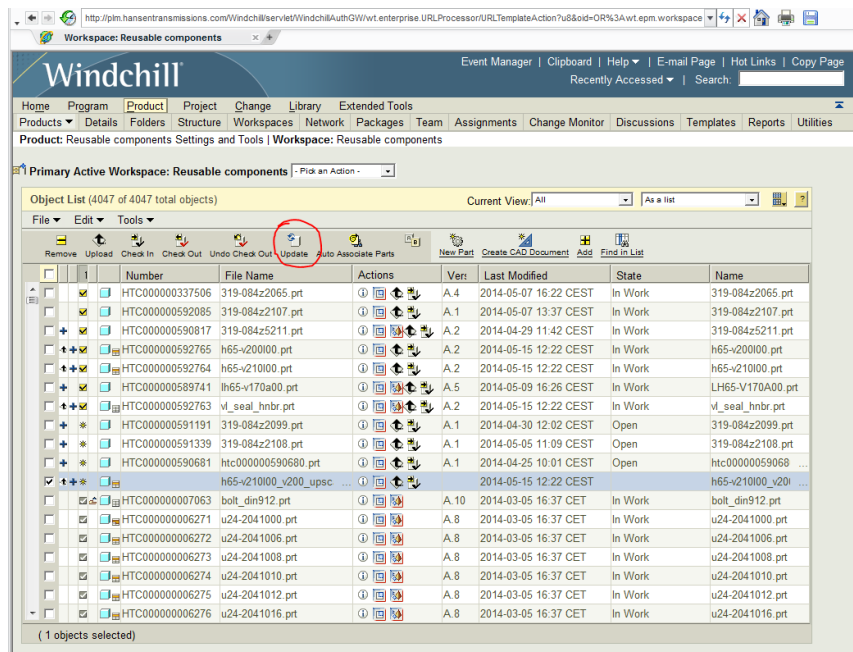 http://plm.hansentransmissions.com/Windchill/servlet/WindchillAuthGW/wt.enterprise.URLProcessor/URLTemplateAction?u8&oid=OR%3Awt.epm.workspace
Workspace: Reusable components × +
Windchill
Event Manager | Clipboard | Help | E-mail Page | Hot Links | Copy Page
Recently Accessed | Search:
Home Program Product Project Change Library Extended Tools
Products Details Folders Structure Workspaces Network Packages Team Assignments Change Monitor Discussions Templates Reports Utilities
Product: Reusable components Settings and Tools | Workspace: Reusable components
Primary Active Workspace: Reusable components - Pick an Action -
Object List (4047 of 4047 total objects) Current View: All As a list ?
File Edit Tools
Remove Upload Check In Check Out Undo Check Out Update Auto Associate Parts New Part Create CAD Document Add Find in List
Number File Name Actions Vers Last Modified State Name
HTC000000337506 319-084z2065.prt A.4 2014-05-07 16:22 CEST In Work 319-084z2065.prt
HTC000000592085 319-084z2107.prt A.1 2014-05-07 13:37 CEST In Work 319-084z2107.prt
HTC000000590817 319-084z5211.prt A.2 2014-04-29 11:42 CEST In Work 319-084z5211.prt
HTC000000592765 h65-v200l00.prt A.2 2014-05-15 12:22 CEST In Work h65-v200l00.prt
HTC000000592764 h65-v210l00.prt A.2 2014-05-15 12:22 CEST In Work h65-v210l00.prt
HTC000000589741 lh65-v170a00.prt A.5 2014-05-09 16:26 CEST In Work LH65-V170A00.prt
HTC000000592763 vl_seal_hnbr.prt A.2 2014-05-15 12:22 CEST In Work vl_seal_hnbr.prt
HTC000000591191 319-084z2099.prt A.1 2014-04-30 12:02 CEST Open 319-084z2099.prt
HTC000000591339 319-084z2108.prt A.1 2014-05-05 11:09 CEST Open 319-084z2108.prt
HTC000000590681 htc000000590680.prt A.1 2014-04-25 10:01 CEST Open htc00000059068 ...
h65-v210l00_v200_upsc ... 2014-05-15 12:22 CEST h65-v210l00_v20 ...
HTC000000007063 bolt_din912.prt A.10 2014-03-05 16:37 CET In Work bolt_din912.prt
HTC000000006271 u24-2041000.prt A.8 2014-03-05 16:37 CET In Work u24-2041000.prt
HTC000000006272 u24-2041006.prt A.8 2014-03-05 16:37 CET In Work u24-2041006.prt
HTC000000006273 u24-2041008.prt A.8 2014-03-05 16:37 CET In Work u24-2041008.prt
HTC000000006274 u24-2041010.prt A.8 2014-03-05 16:37 CET In Work u24-2041010.prt
HTC000000006275 u24-2041012.prt A.8 2014-03-05 16:37 CET In Work u24-2041012.prt
HTC000000006276 u24-2041016.prt A.8 2014-03-05 16:37 CET In Work u24-2041016.prt
( 1 objects selected)